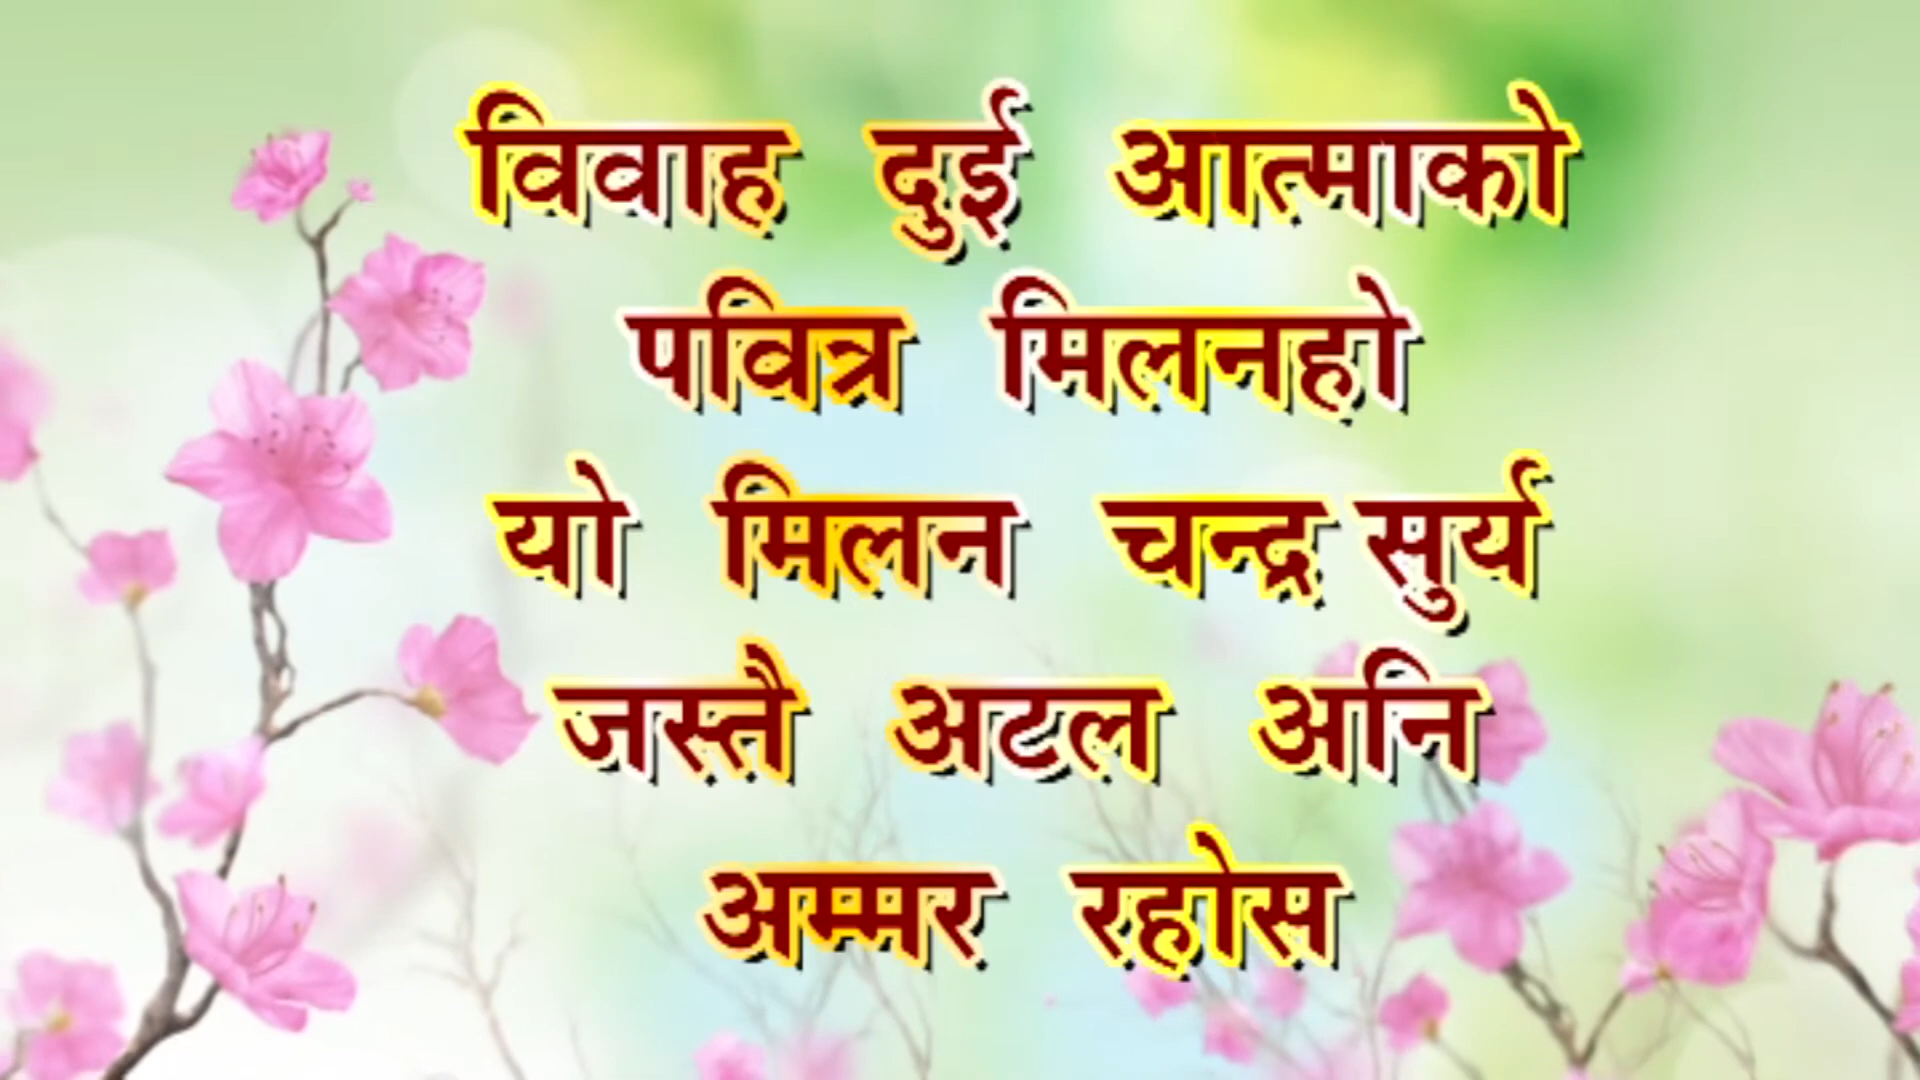 विवाह दुई आत्माको
पवित्र मिलनहो
यो मिलन चन्द्र सुर्य
जस्तै अटल अनि
अम्मर रहोस